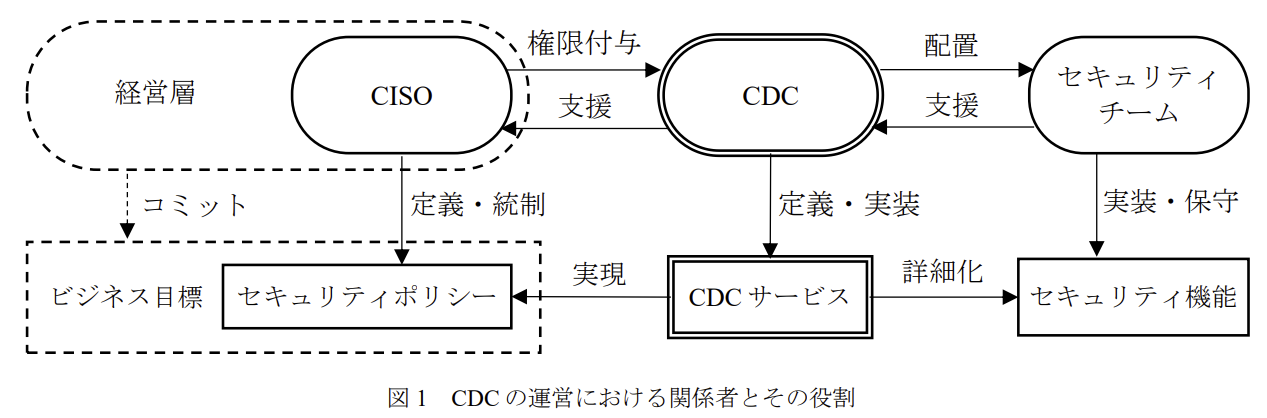 権限付与
配置
経営層
CISO
CDC
セキュリティ
チーム
支援
支援
コミット
定義・統制
定義・実装
実装・保守
ビジネス目標
セキュリティポリシー
実現
CDC サービス
詳細化
セキュリティ機能
図 1 CDC の運営における関係者とその役割